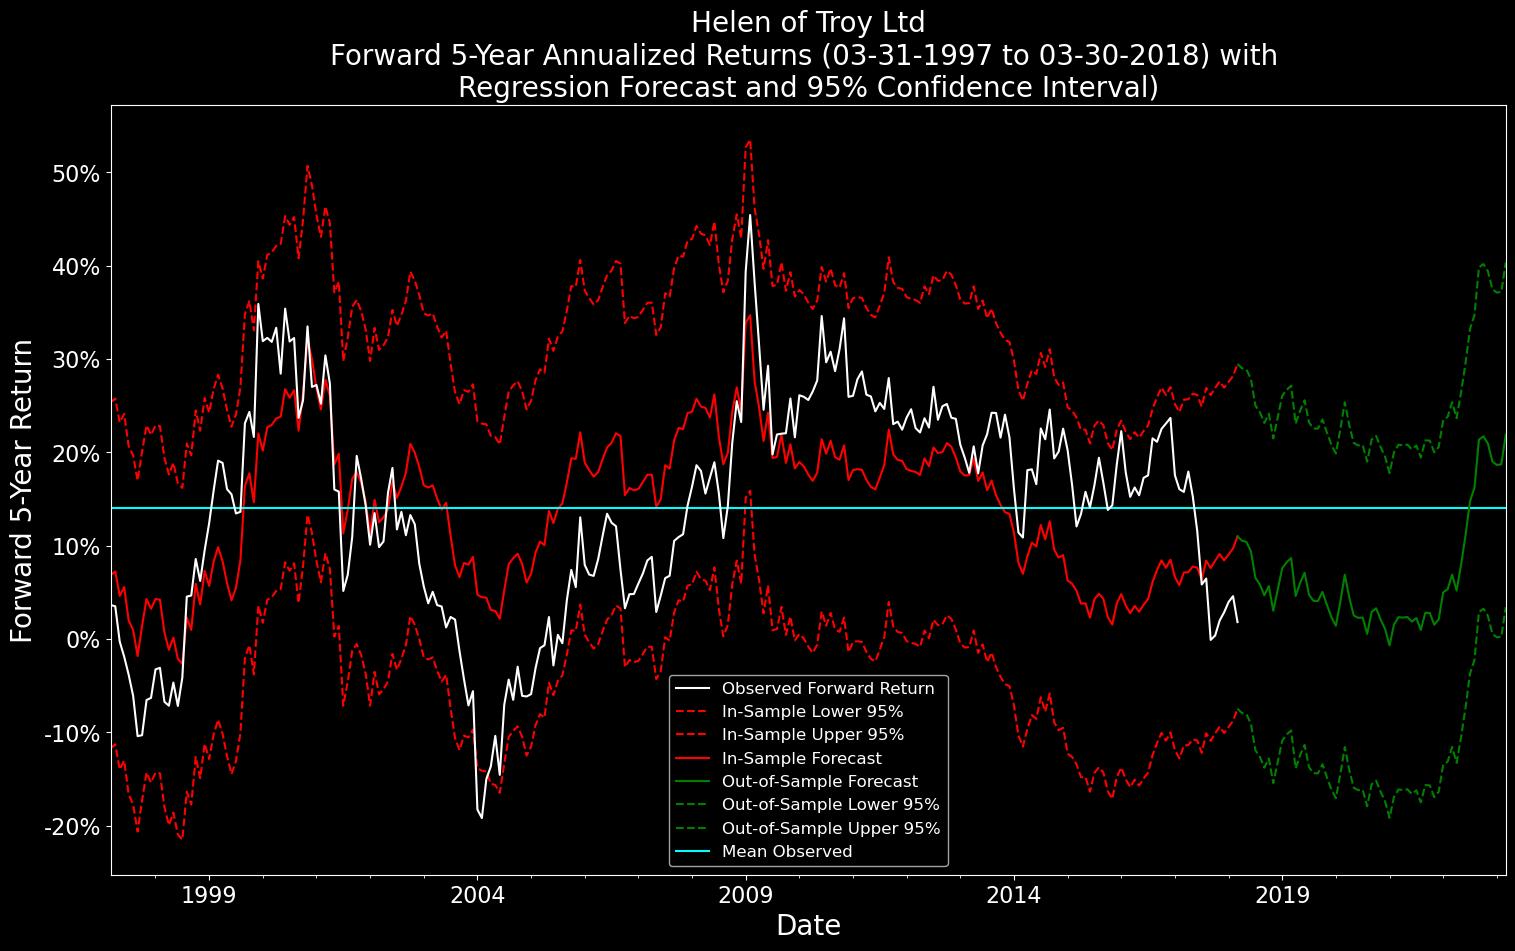 Helen of Troy Ltd
Forward 5-Year Annualized Returns (03-31-1997 to 03-30-2018) with
Regression Forecast and 95% Confidence Interval)
Forward 5-Year Return
50%
40%
30%
20%
10%
0%
-10%
-20%
Observed Forward Return
In-Sample Lower 95%
In-Sample Upper 95%
In-Sample Forecast
Out-of-Sample Forecast
Out-of-Sample Lower 95%
Out-of-Sample Upper 95%
Mean Observed
1999
2004
2009
2014
2019
Date